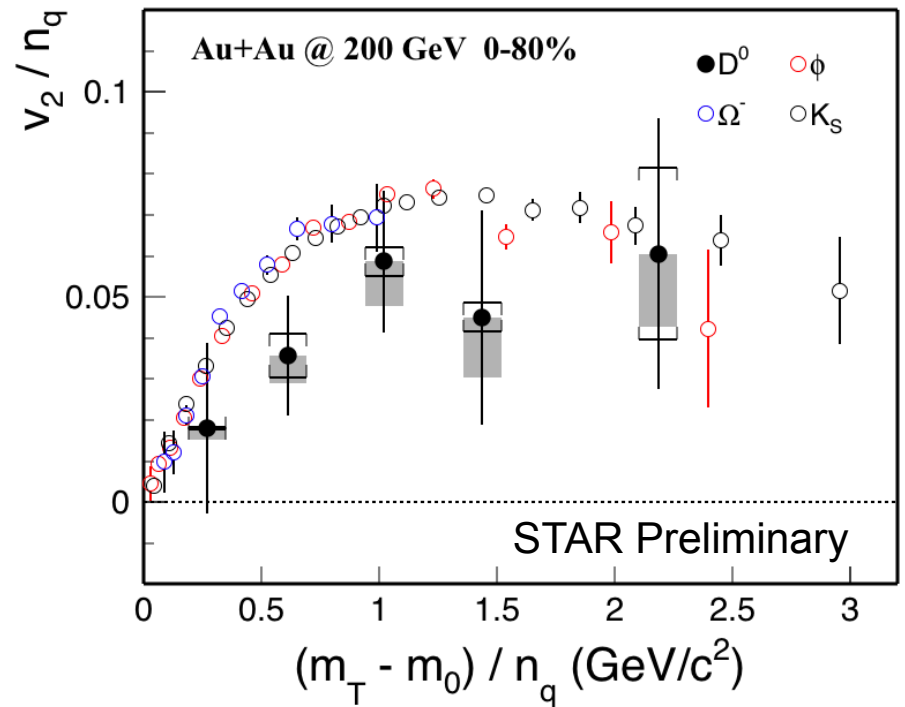 Au+Au @ 200 GeV 0-80%
D⁰
ϕ
Ω⁻
K_S
v₂ / n_q
0.1
0.05
0
STAR Preliminary
0 0.5 1 1.5 2 2.5 3
(m_T - m₀) / n_q (GeV/c²)